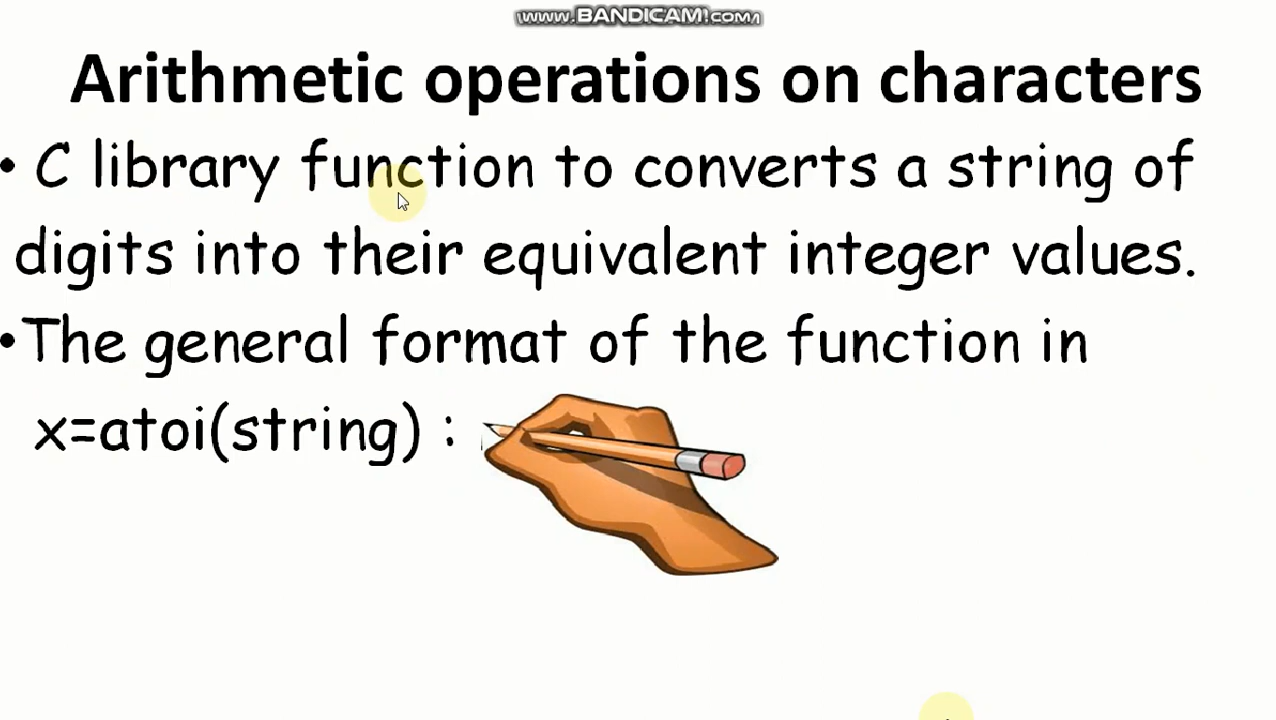 www.BANDICAM.com
Arithmetic operations on characters
• C library function to converts a string of
digits into their equivalent integer values.
•The general format of the function in
x=atoi(string) :